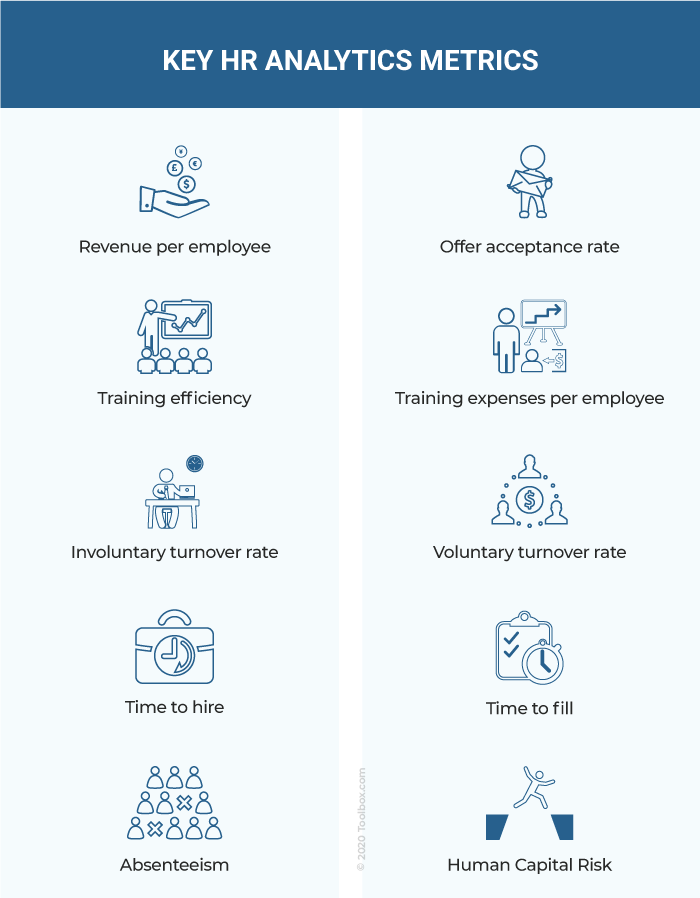 KEY HR ANALYTICS METRICS
¥
£
€
$
Revenue per employee
Offer acceptance rate
Training efficiency
$
Training expenses per employee
Involuntary turnover rate
$
Voluntary turnover rate
Time to hire
Time to fill
Absenteeism
Human Capital Risk
© 2020 Toolbox.com